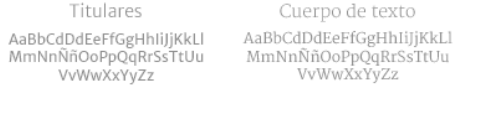 Titulares
AaBbCcDdEeFfGgHhIiJjKkLl
MmNnÑñOoPpQqRrSsTtUu
VvWwXxYyZz
Cuerpo de texto
AaBbCcDdEeFfGgHhIiJjKkLl
MmNnÑñOoPpQqRrSsTtUu
VvWwXxYyZz